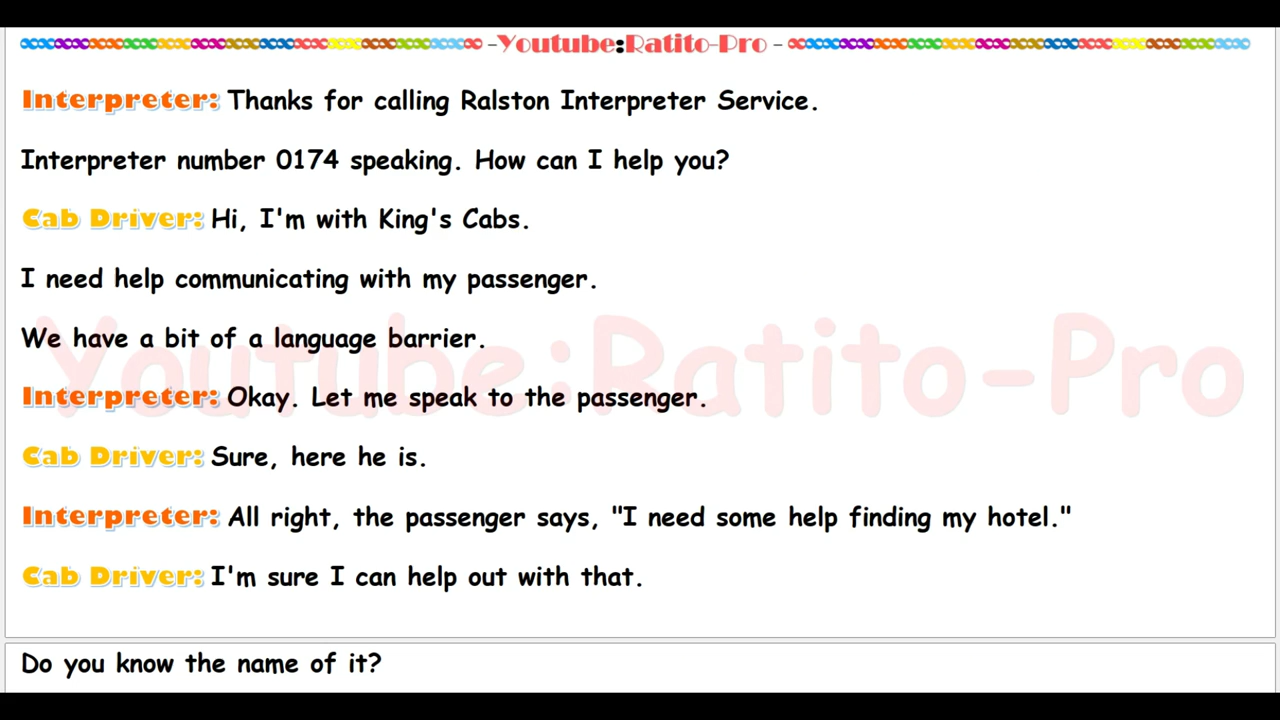 -Youtube:Ratito-Pro -
Interpreter: Thanks for calling Ralston Interpreter Service.
Interpreter number 0174 speaking. How can I help you?
Cab Driver: Hi, I'm with King's Cabs.
I need help communicating with my passenger.
We have a bit of a language barrier.
Youtube:Ratito-Pro
Interpreter: Okay. Let me speak to the passenger.
Cab Driver: Sure, here he is.
Interpreter: All right, the passenger says, "I need some help finding my hotel."
Cab Driver: I'm sure I can help out with that.
Do you know the name of it?